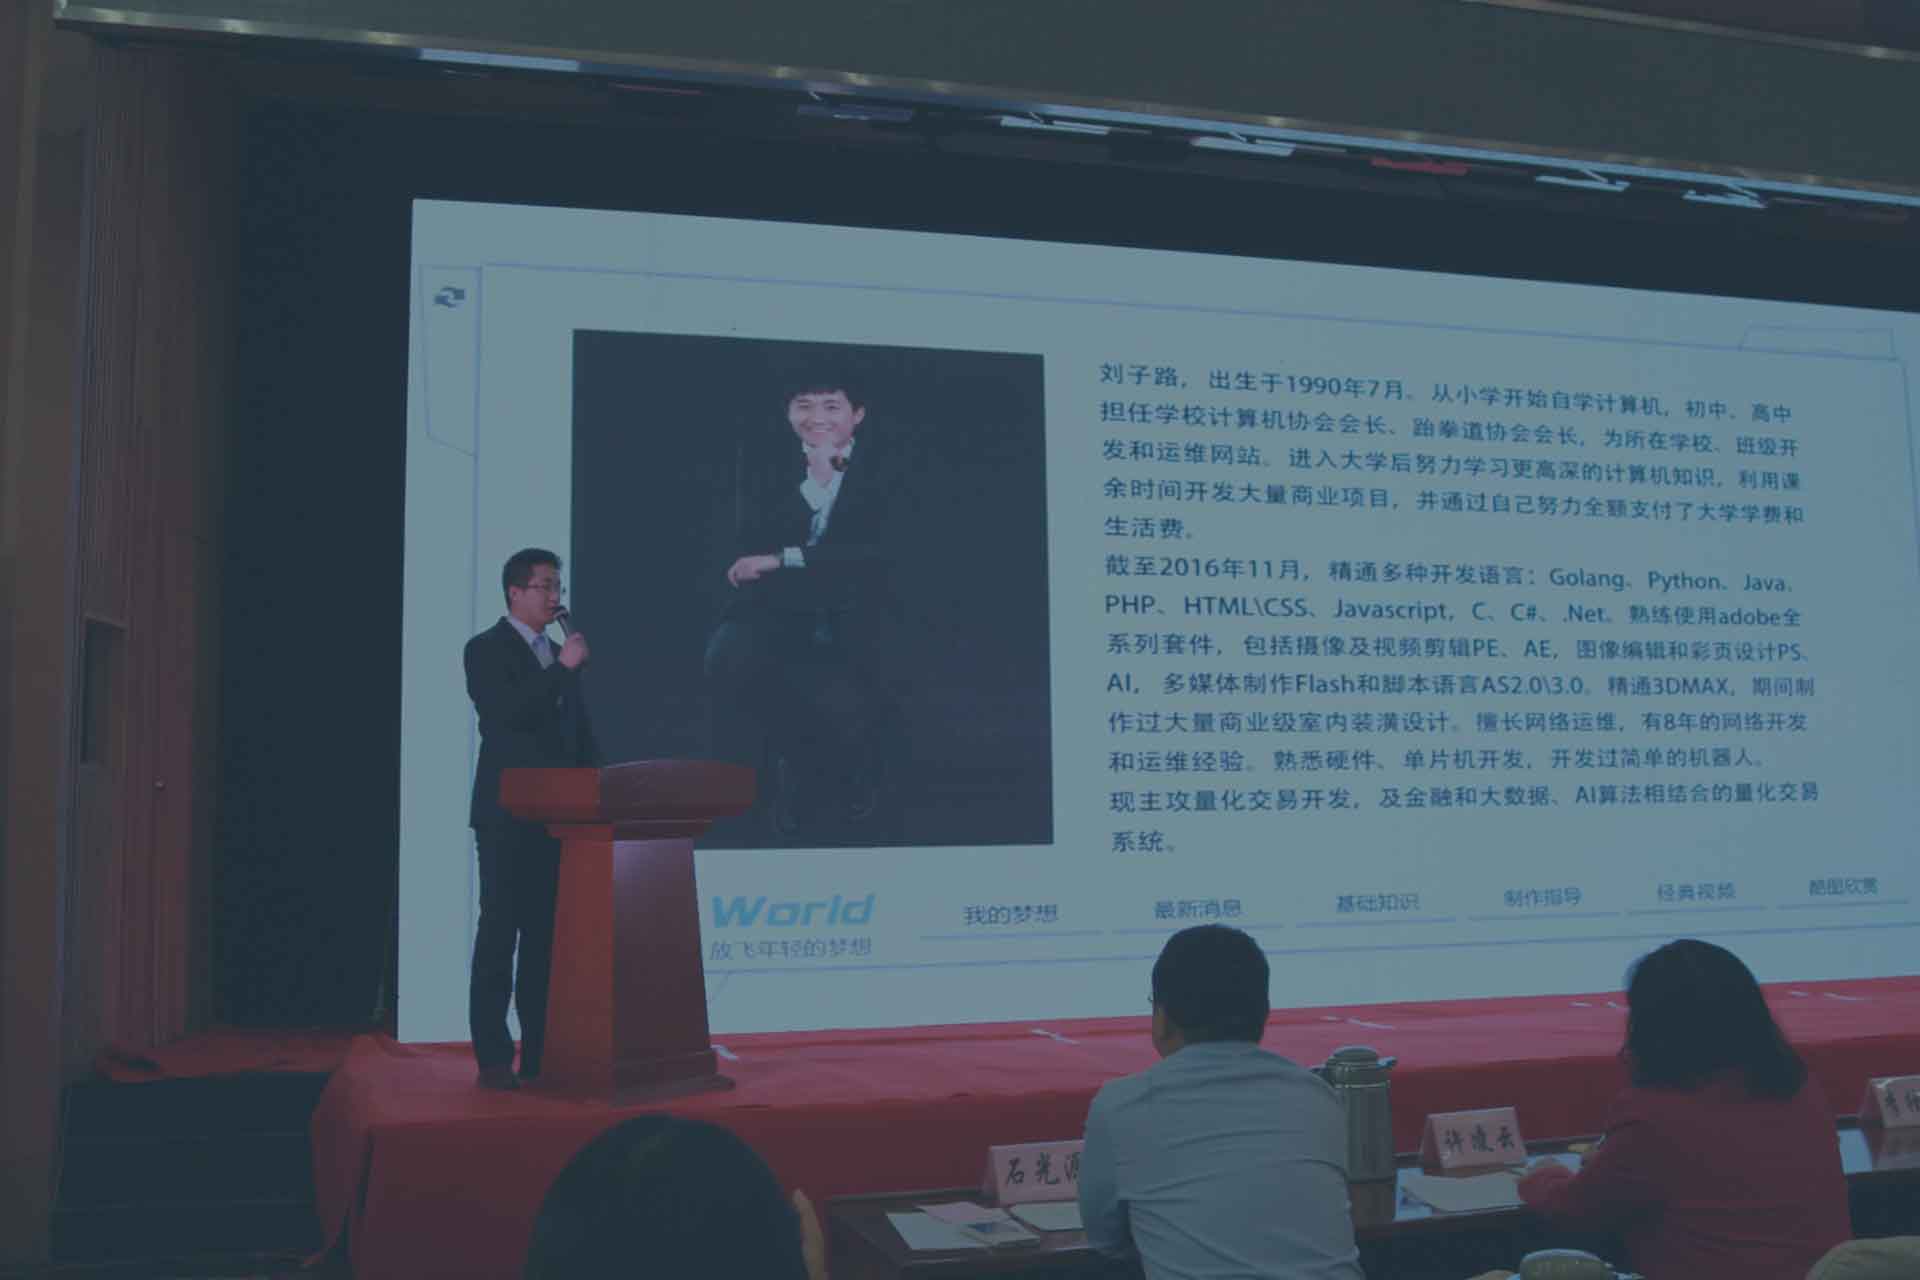 刘子路，出生于1990年7月。从小学开始自学计算机，初中、高中
担任学校计算机协会会长、跆拳道协会会长，为所在学校、班级开
发和运维网站。进入大学后努力学习更高深的计算机知识，利用课
余时间开发大量商业项目，并通过自己努力全额支付了大学学费和
生活费。
截至2016年11月，精通多种开发语言：Golang、Python、Java、
PHP、HTML\CSS、Javascript，C、C#、.Net。熟练使用adobe全
系列套件，包括摄像及视频剪辑PE、AE，图像编辑和彩页设计PS、
AI，多媒体制作Flash和脚本语言AS2.0\3.0。精通3DMAX，期间制
作过大量商业级室内装潢设计。擅长网络运维，有8年的网络开发
和运维经验。熟悉硬件、单片机开发，开发过简单的机器人。
现主攻量化交易开发，及金融和大数据、AI算法相结合的量化交易
系统。
World
放飞年轻的梦想
我的梦想
最新消息
基础知识
制作指导
经典视频
酷图欣赏
石光源
许凌云